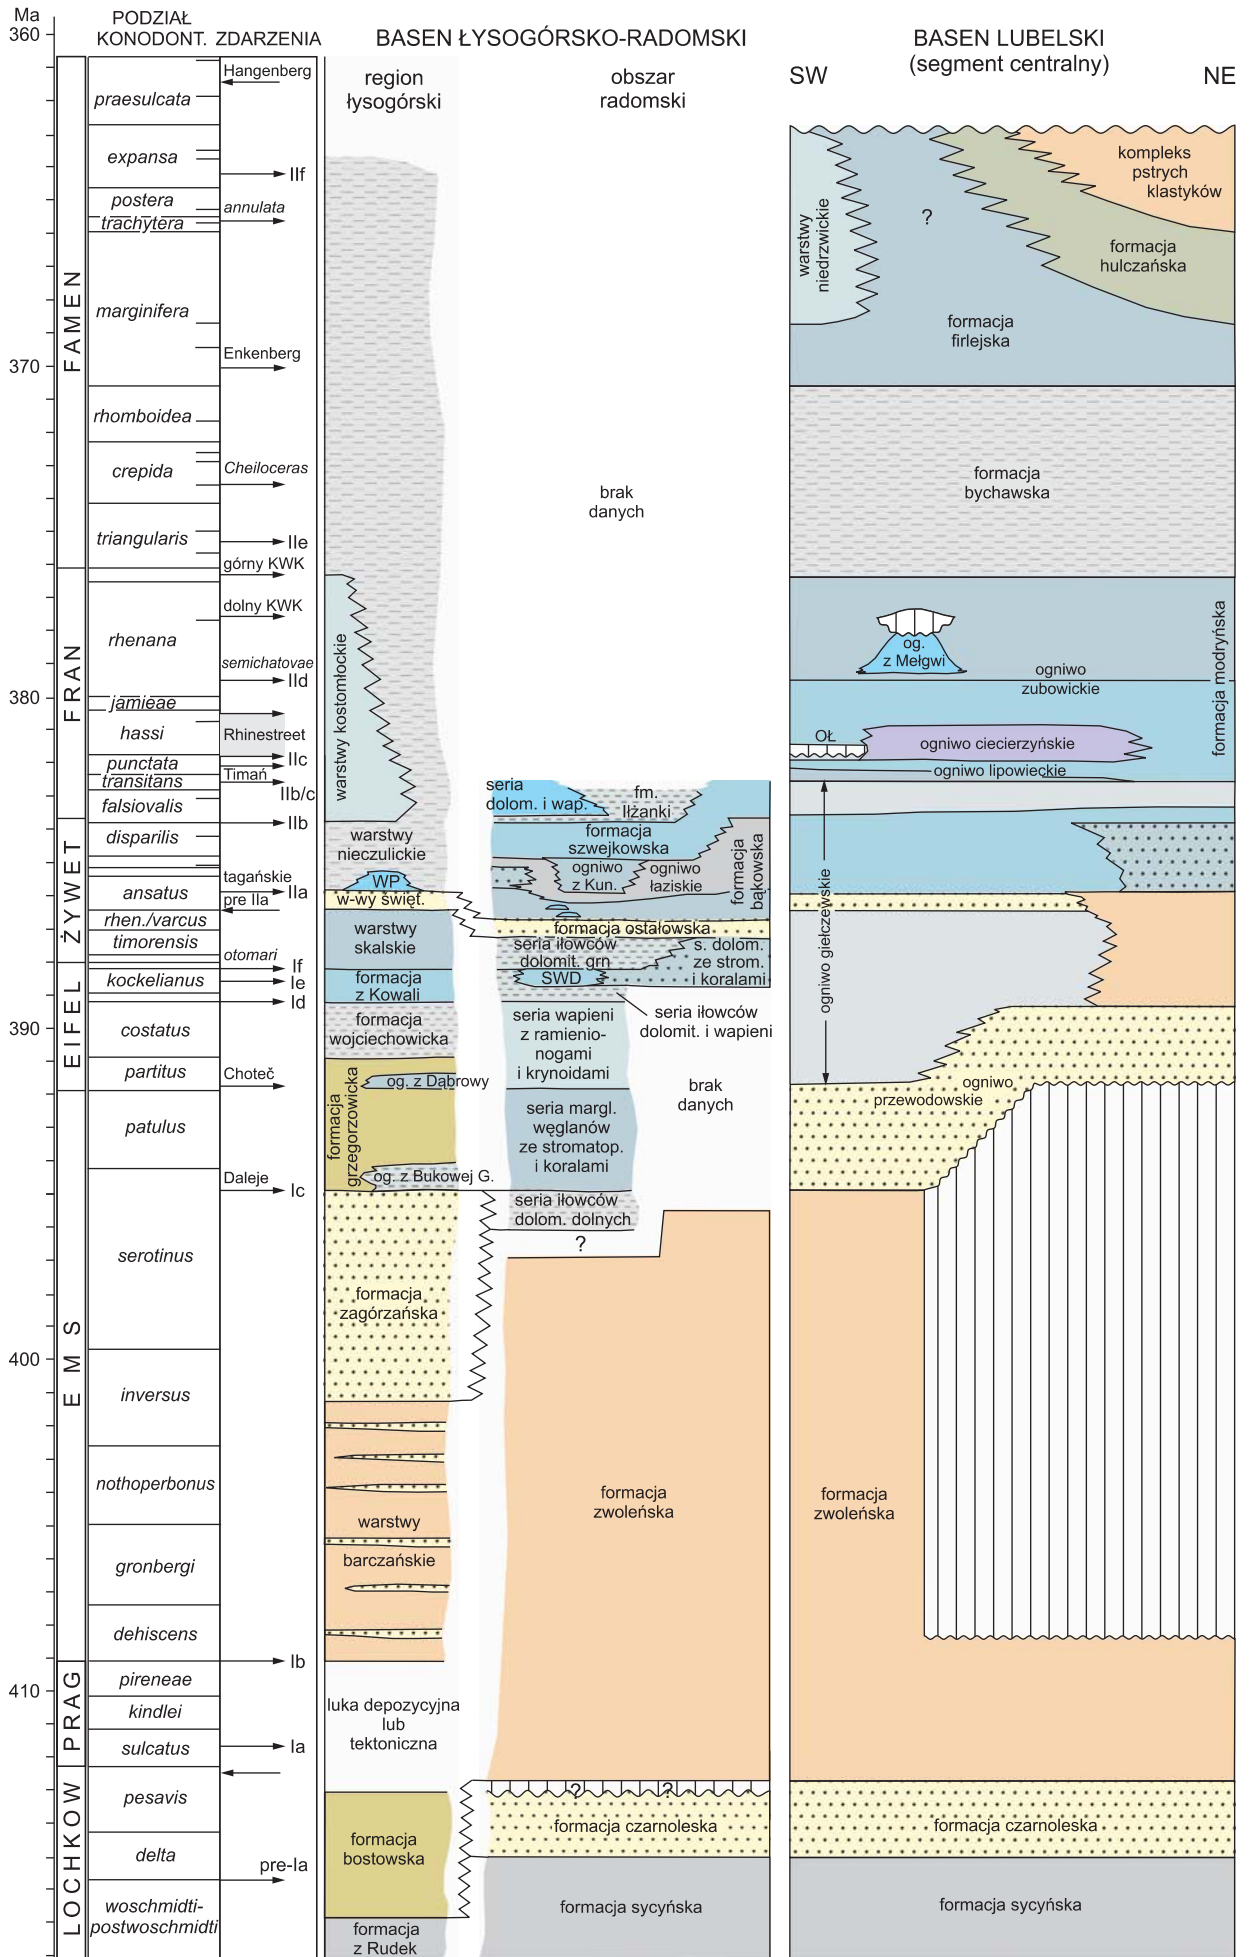 Ma
PODZIAŁ
KONODONT.
ZDARZENIA
BASEN ŁYSOGÓRSKO-RADOMSKI
region
łysogórski
obszar
radomski
BASEN LUBELSKI
(segment centralny)
SW
NE
360
370
380
390
400
410
FAMEN
FRAN
ŻYWET
EIFEL
EMS
PRAG
LOCHKOW
praesulcata
expansa
postera
trachytera
marginifera
rhomboidea
crepida
triangularis
rhenana
jamieae
hassi
punctata
transitans
falsiovalis
disparilis
ansatus
rhen./varcus
timorensis
kockelianus
costatus
partitus
patulus
serotinus
inversus
nothoperbonus
gronbergi
dehiscens
pireneae
kindlei
sulcatus
pesavis
delta
woschmidti-
postwoschmidti
Hangenberg
IIf
annulata
Enkenberg
Cheiloceras
IIe
górny KWK
dolny KWK
semichatovae
IId
Rhinestreet
IIc
Timań
IIb/c
IIb
tagańskie
IIa
pre IIa
otomari
If
Ie
Id
Choteč
Daleje
Ic
Ib
Ia
pre-Ia
warstwy kostomłockie
warstwy
nieczulickie
WP
w-wy święt.
warstwy
skalskie
formacja
z Kowali
formacja
wojciechowicka
formacja
grzegorzowicka
og. z Dąbrowy
og. z Bukowej G.
formacja
zagórzańska
warstwy
barczańskie
luka depozycyjna
lub
tektoniczna
formacja
bostowska
formacja
z Rudek
brak
danych
seria
dolom. i wap.
fm.
Iłżanki
formacja
szwejkowska
ogniwo
z Kun.
ogniwo
łaziskie
formacja
bąkowska
formacja ostałowska
seria iłowców
dolomit. grn
s. dolom.
ze strom.
i koralami
SWD
seria iłowców
dolomit. i wapieni
seria wapieni
z ramienio-
nogami
i krynoidami
brak
danych
seria margl.
węglanów
ze stromatop.
i koralami
seria iłowców
dolom. dolnych
?
formacja
zwoleńska
?
?
formacja czarnoleska
formacja sycyńska
warstwy
niedrzwickie
?
kompleks
pstrych
klastyków
formacja
hulczańska
formacja
firlejska
formacja
bychawska
og.
z Mełgwi
ogniwo
zubowickie
formacja modryńska
OŁ
ogniwo ciecierzyńskie
ogniwo lipowieckie
ogniwo giełczewskie
ogniwo
przewodowskie
formacja
zwoleńska
formacja czarnoleska
formacja sycyńska